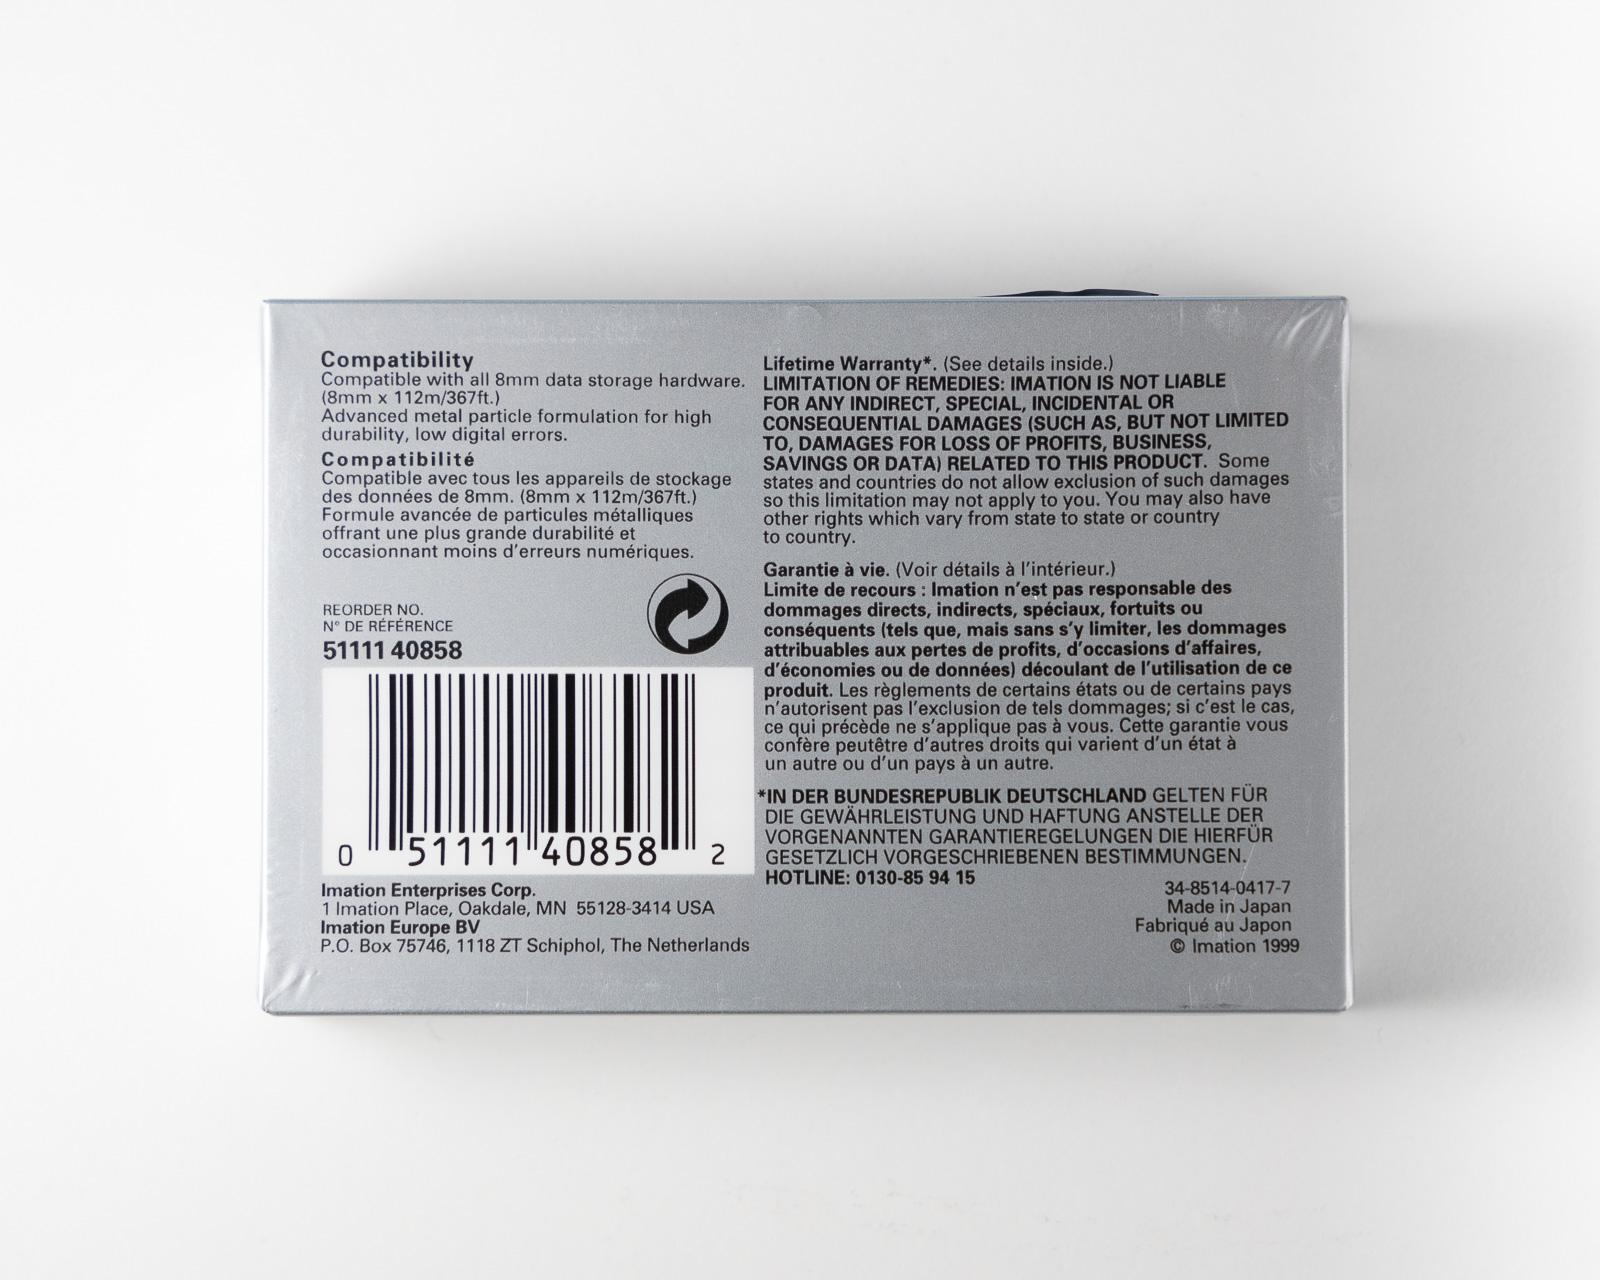 Compatibility
Compatible with all 8mm data storage hardware.
(8mm x 112m/367ft.)
Advanced metal particle formulation for high
durability, low digital errors.
Compatibilité
Compatible avec tous les appareils de stockage
des données de 8mm. (8mm x 112m/367ft.)
Formule avancée de particules métalliques
offrant une plus grande durabilité et
occasionnant moins d'erreurs numériques.
REORDER NO.
N° DE RÉFÉRENCE
51111 40858
0 51111 40858 2
Imation Enterprises Corp.
1 Imation Place, Oakdale, MN 55128-3414 USA
Imation Europe BV
P.O. Box 75746, 1118 ZT Schiphol, The Netherlands
Lifetime Warranty*. (See details inside.)
LIMITATION OF REMEDIES: IMATION IS NOT LIABLE
FOR ANY INDIRECT, SPECIAL, INCIDENTAL OR
CONSEQUENTIAL DAMAGES (SUCH AS, BUT NOT LIMITED
TO, DAMAGES FOR LOSS OF PROFITS, BUSINESS,
SAVINGS OR DATA) RELATED TO THIS PRODUCT. Some
states and countries do not allow exclusion of such damages
so this limitation may not apply to you. You may also have
other rights which vary from state to state or country
to country.
Garantie à vie. (Voir détails à l'intérieur.)
Limite de recours : Imation n'est pas responsable des
dommages directs, indirects, spéciaux, fortuits ou
conséquents (tels que, mais sans s'y limiter, les dommages
attribuables aux pertes de profits, d'occasions d'affaires,
d'économies ou de données) découlant de l'utilisation de ce
produit. Les règlements de certains états ou de certains pays
n'autorisent pas l'exclusion de tels dommages; si c'est le cas,
ce qui précède ne s'applique pas à vous. Cette garantie vous
confère peutêtre d'autres droits qui varient d'un état à
un autre ou d'un pays à un autre.
*IN DER BUNDESREPUBLIK DEUTSCHLAND GELTEN FÜR
DIE GEWÄHRLEISTUNG UND HAFTUNG ANSTELLE DER
VORGENANNTEN GARANTIEREGELUNGEN DIE HIERFÜR
GESETZLICH VORGESCHRIEBENEN BESTIMMUNGEN.
HOTLINE: 0130-85 94 15
34-8514-0417-7
Made in Japan
Fabriqué au Japon
© Imation 1999